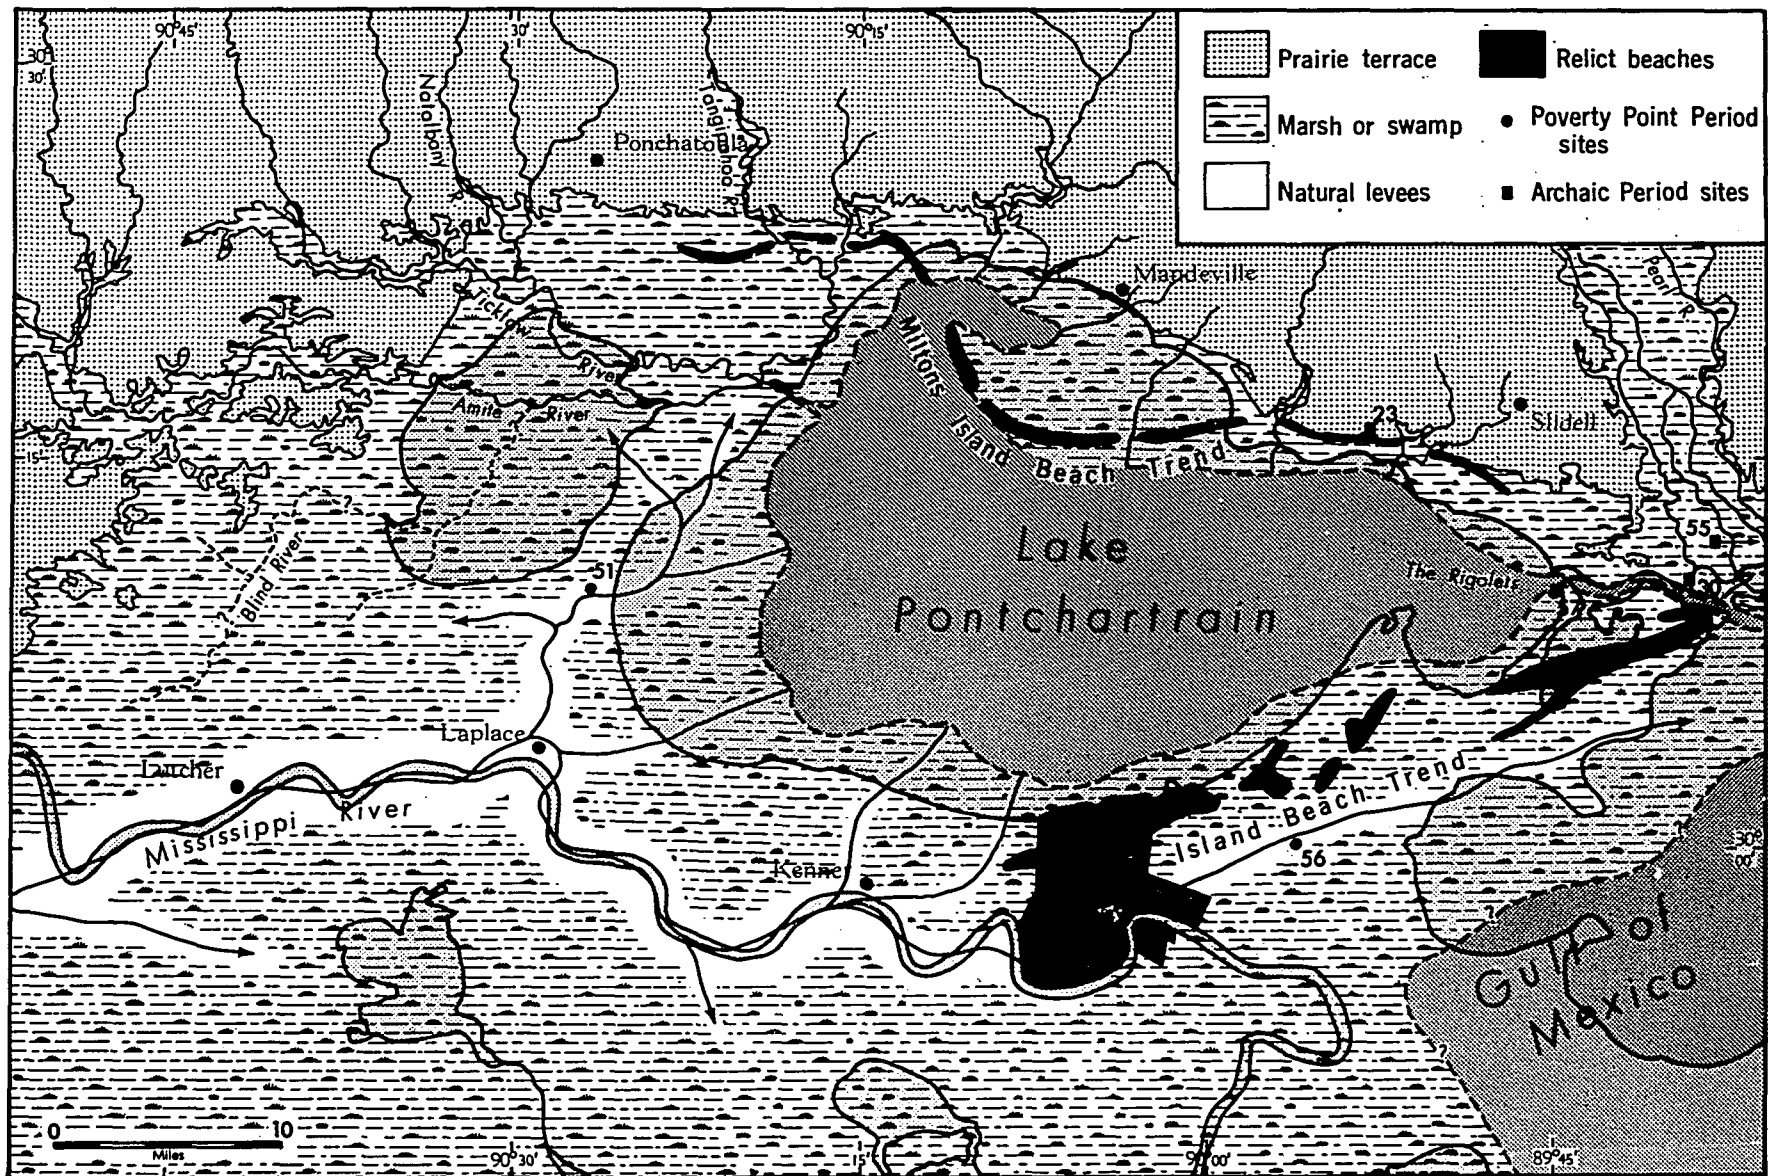 90°45'
30'
90°15'
30°
30'
Prairie terrace
Relict beaches
Marsh or swamp
Poverty Point Period
sites
Natural levees
Archaic Period sites
Natalbany R.
Tangipahoa R.
Ponchatoula
Mandeville
Pearl R.
Tickfaw
River
Amite River
Miltons Island Beach Trend
23
Slidell
15'
Blind River
?
?
51
Lake
Pontchartrain
The Rigolets
55
Laplace
Lutcher
Mississippi River
Island Beach Trend
Kenne
56
30°
00'
?
?
Gulf of
Mexico
?
0 10
Miles
90°30'
15'
90°00'
89°45'